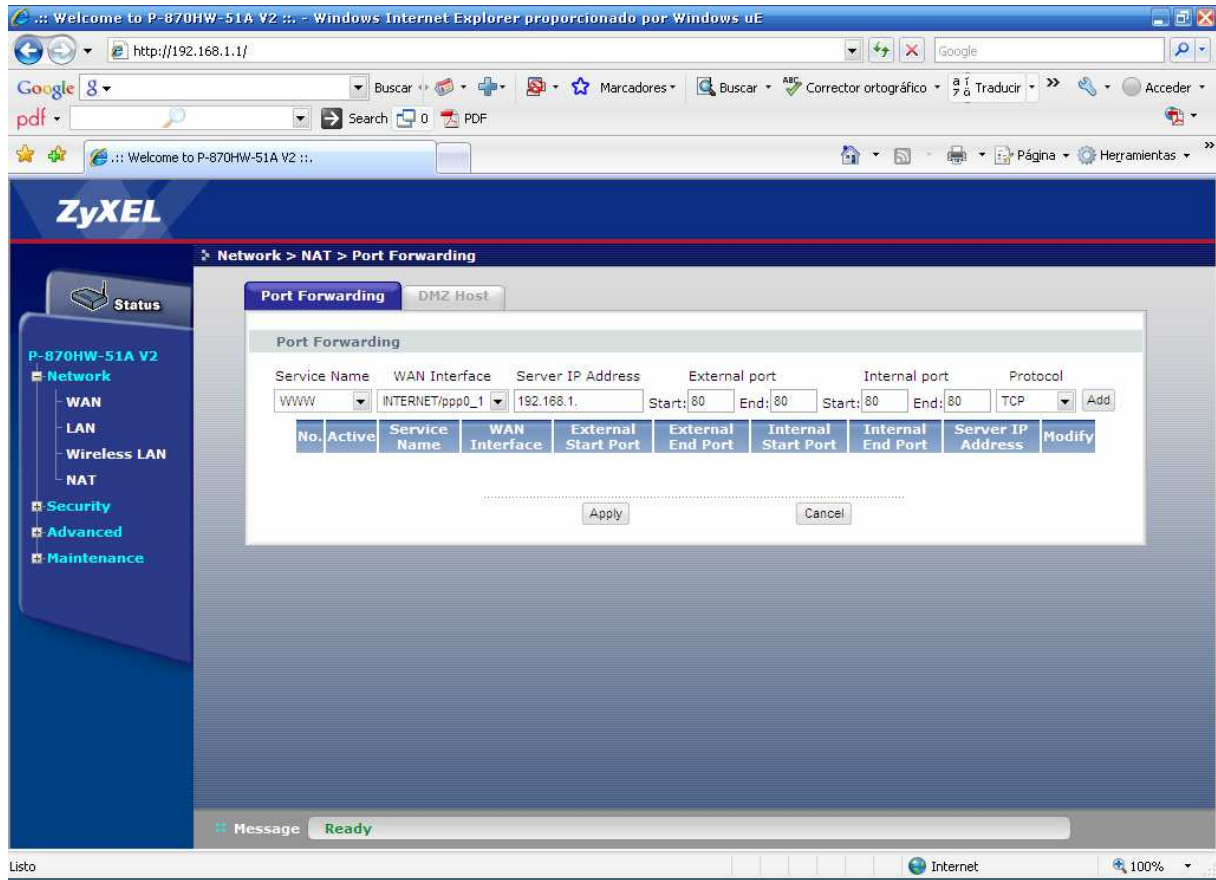 .:: Welcome to P-870HW-51A V2 ::. - Windows Internet Explorer proporcionado por Windows uE
http://192.168.1.1/
Google
Google Buscar Marcadores Buscar ABC Corrector ortográfico Traducir » Acceder
pdf Search 0 PDF
.:: Welcome to P-870HW-51A V2 ::. Página Herramientas »
ZyXEL
Network > NAT > Port Forwarding
Status
Port Forwarding DMZ Host
Port Forwarding
P-870HW-51A V2
Network
WAN
LAN
Wireless LAN
NAT
Security
Advanced
Maintenance
Service Name WAN Interface Server IP Address External port Internal port Protocol
WWW INTERNET/ppp0_1 192.168.1. Start: 80 End: 80 Start: 80 End: 80 TCP Add
No. Active Service Name WAN Interface External Start Port External End Port Internal Start Port Internal End Port Server IP Address Modify
Apply Cancel
Message Ready
Listo Internet 100%